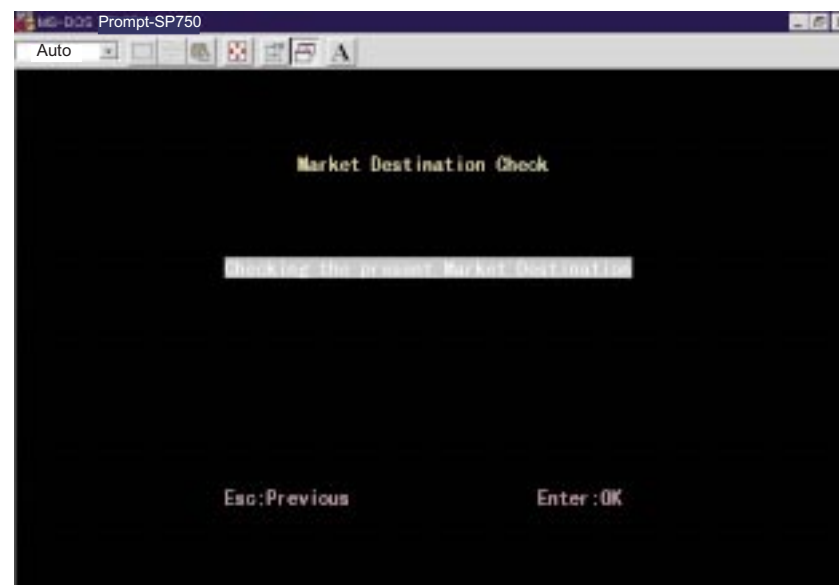 MS-DOS Prompt-SP750
Auto
A
Market Destination Check
Checking the present Market Destination
Esc:Previous
Enter:OK